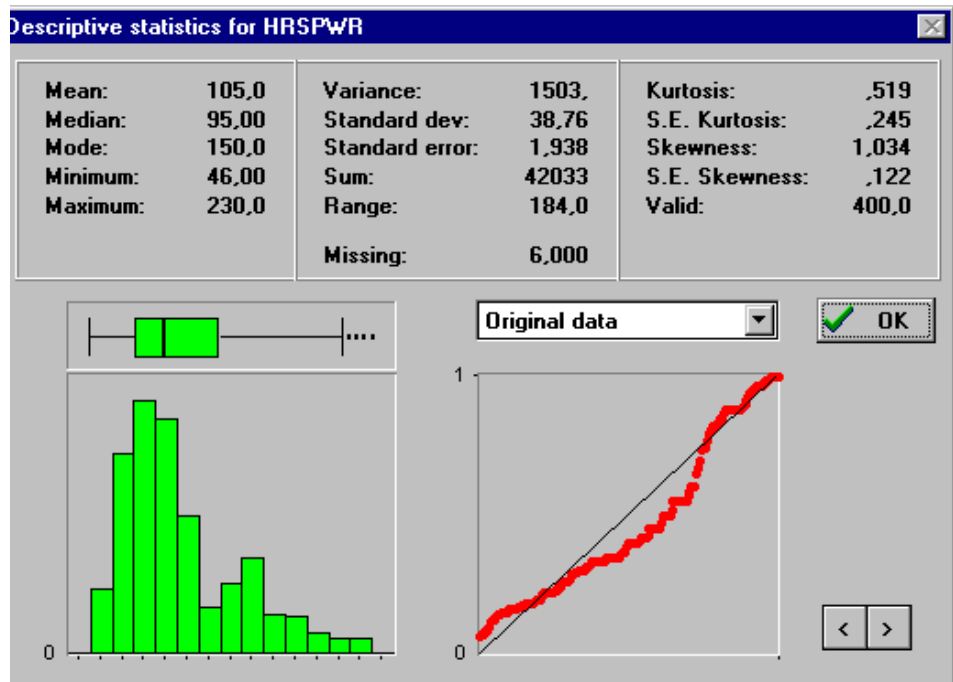 Descriptive statistics for HRSPWR
Mean: 105,0
Median: 95,00
Mode: 150,0
Minimum: 46,00
Maximum: 230,0
Variance: 1503,
Standard dev: 38,76
Standard error: 1,938
Sum: 42033
Range: 184,0
Missing: 6,000
Kurtosis: ,519
S.E. Kurtosis: ,245
Skewness: 1,034
S.E. Skewness: ,122
Valid: 400,0
Original data
OK
1
0
0
< >